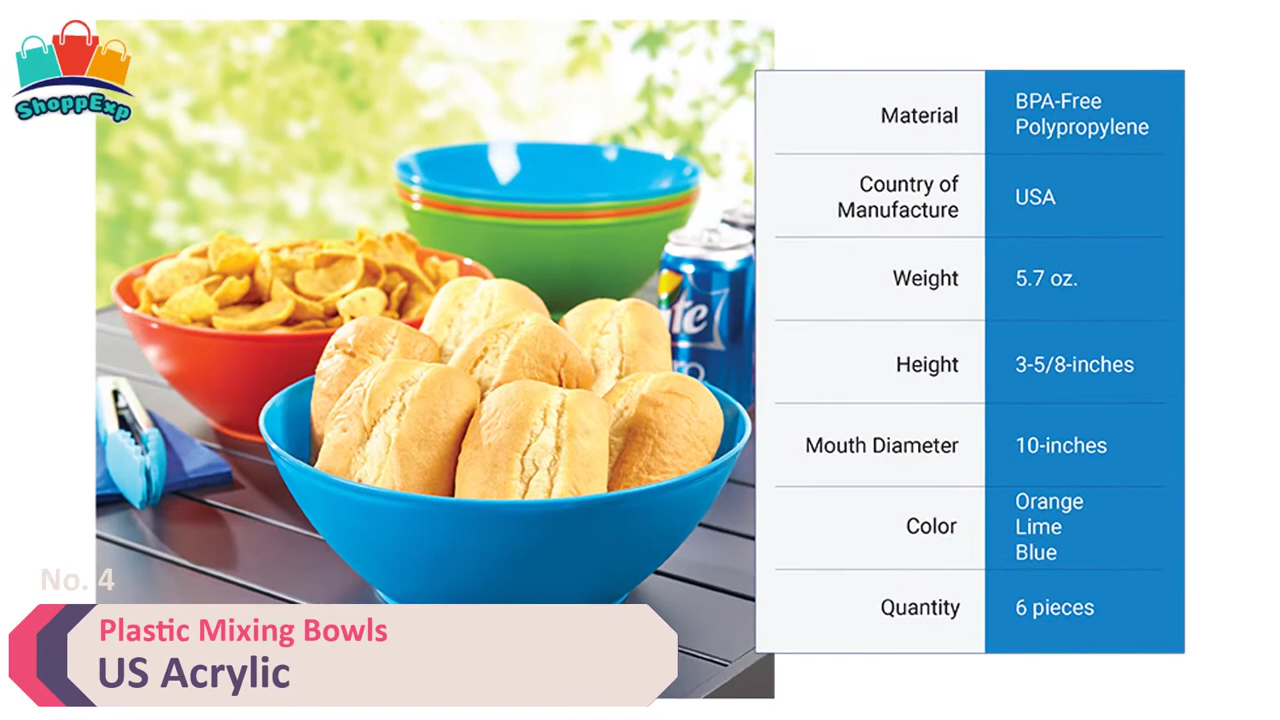 ShoppExp
Material
BPA-Free
Polypropylene
Country of
Manufacture
USA
Weight
5.7 oz.
Height
3-5/8-inches
Mouth Diameter
10-inches
Color
Orange
Lime
Blue
Quantity
6 pieces
No. 4
Plastic Mixing Bowls
US Acrylic